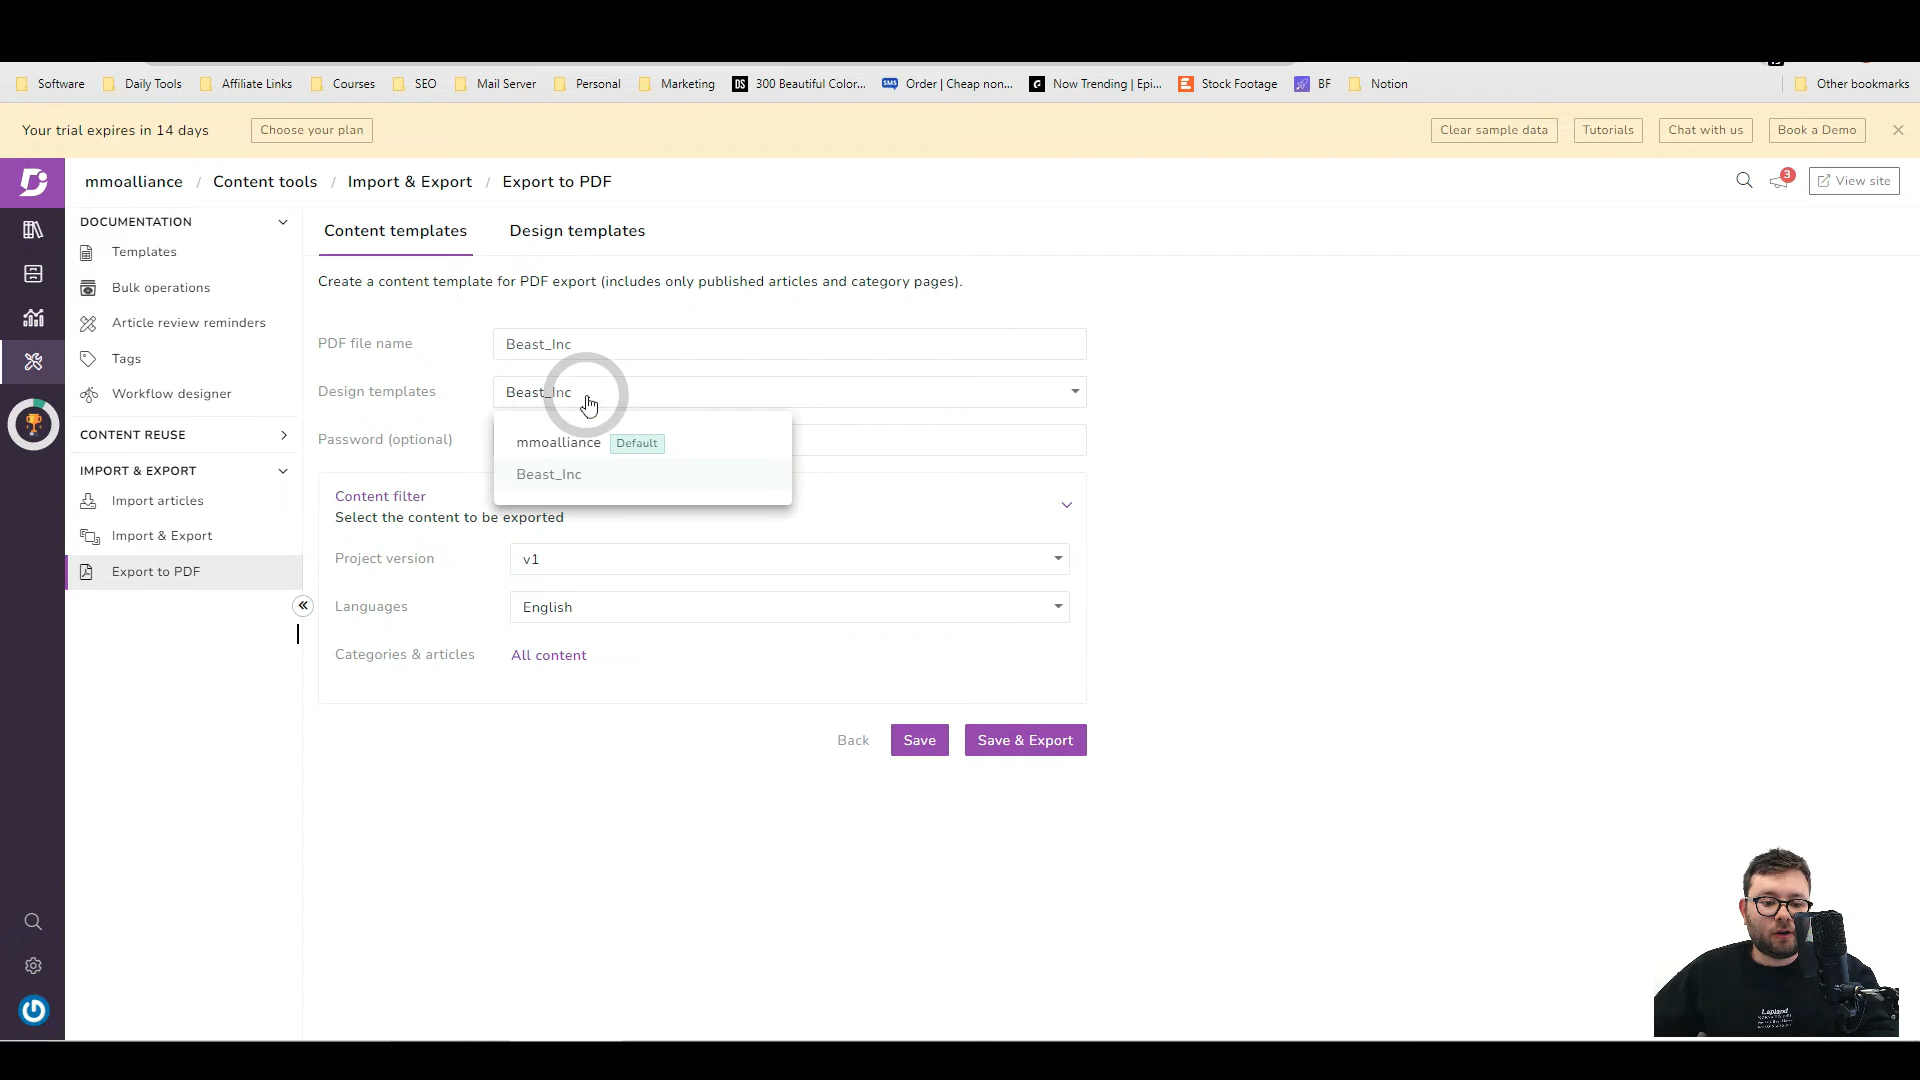 Software Daily Tools Affiliate Links Courses SEO Mail Server Personal Marketing 300 Beautiful Color... Order | Cheap non... Now Trending | Epi... Stock Footage BF Notion Other bookmarks
Your trial expires in 14 days Choose your plan Clear sample data Tutorials Chat with us Book a Demo
mmoalliance / Content tools / Import & Export / Export to PDF 3 View site
DOCUMENTATION
Templates
Bulk operations
Article review reminders
Tags
Workflow designer
CONTENT REUSE
IMPORT & EXPORT
Import articles
Import & Export
Export to PDF
Content templates Design templates
Create a content template for PDF export (includes only published articles and category pages).
PDF file name Beast_Inc
Design templates Beast_Inc
Password (optional)
mmoalliance Default
Beast_Inc
Content filter
Select the content to be exported
Project version v1
Languages English
Categories & articles All content
Back Save Save & Export
Lapland